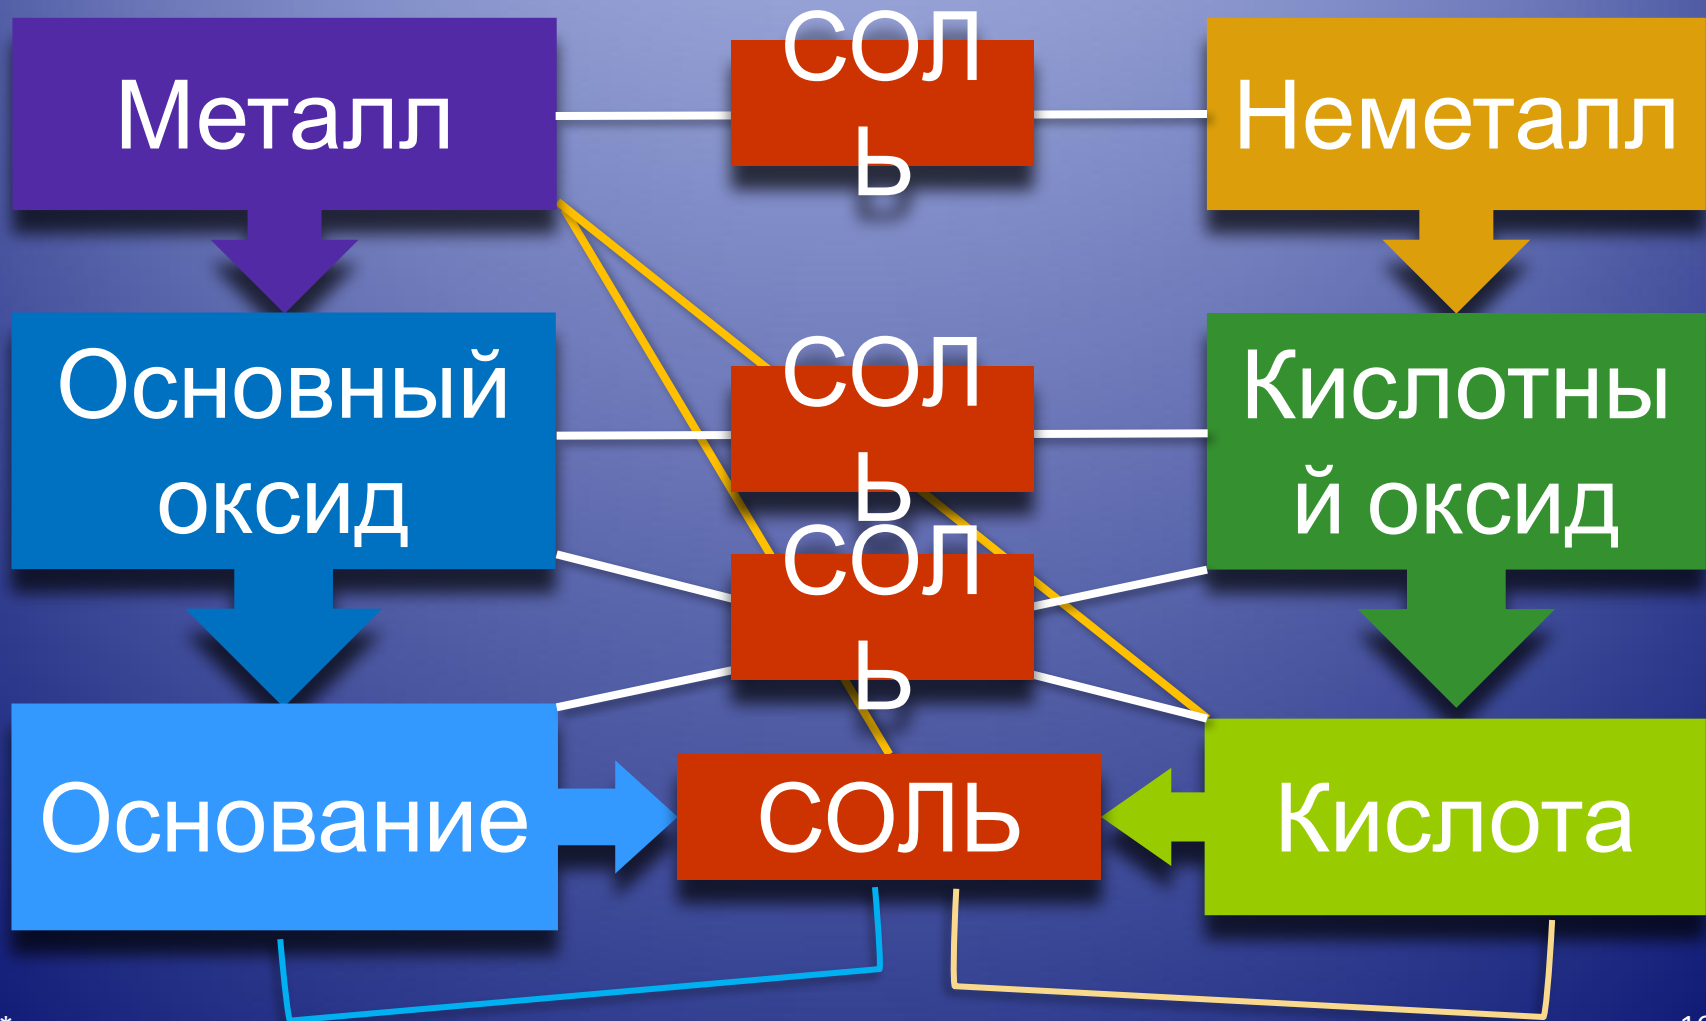 Металл
СОЛ
Ь
Неметалл
Основный
оксид
СОЛ
Ь
Кислотны
й оксид
СОЛ
Ь
Основание
СОЛЬ
Кислота
*